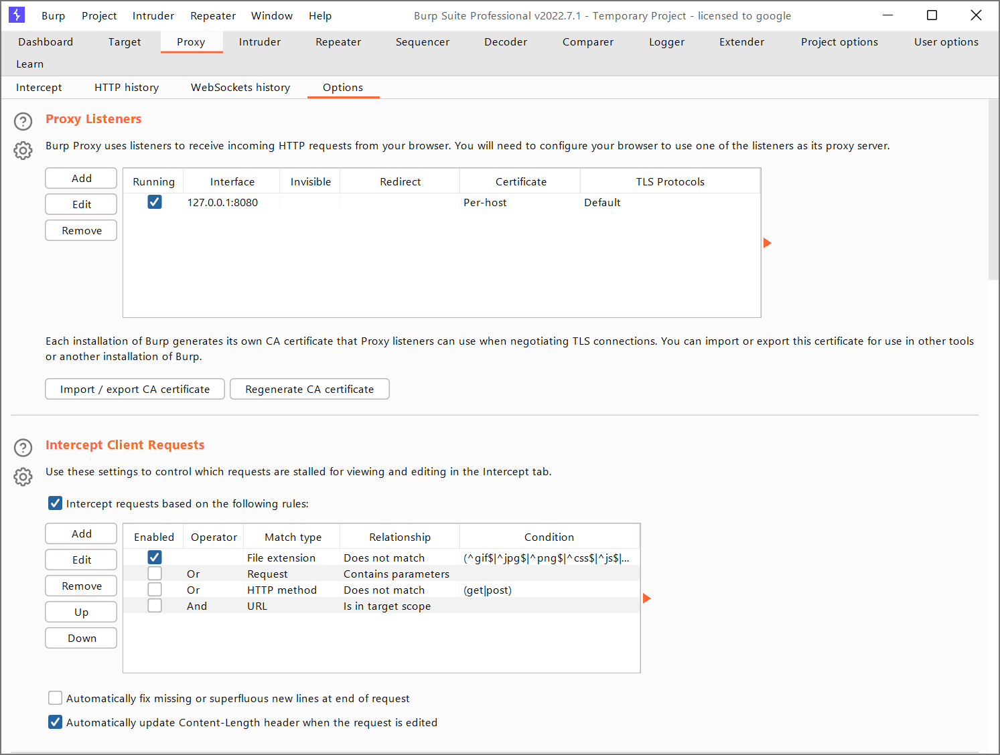 Burp Project Intruder Repeater Window Help Burp Suite Professional v2022.7.1 - Temporary Project - licensed to google
Dashboard Target Proxy Intruder Repeater Sequencer Decoder Comparer Logger Extender Project options User options
Learn
Intercept HTTP history WebSockets history Options
Proxy Listeners
Burp Proxy uses listeners to receive incoming HTTP requests from your browser. You will need to configure your browser to use one of the listeners as its proxy server.
Add
Edit
Remove
Running Interface Invisible Redirect Certificate TLS Protocols
127.0.0.1:8080 Per-host Default
Each installation of Burp generates its own CA certificate that Proxy listeners can use when negotiating TLS connections. You can import or export this certificate for use in other tools
or another installation of Burp.
Import / export CA certificate Regenerate CA certificate
Intercept Client Requests
Use these settings to control which requests are stalled for viewing and editing in the Intercept tab.
Intercept requests based on the following rules:
Add
Edit
Remove
Up
Down
Enabled Operator Match type Relationship Condition
File extension Does not match (^gif$|^jpg$|^png$|^css$|^js$|...
Or Request Contains parameters
Or HTTP method Does not match (get|post)
And URL Is in target scope
Automatically fix missing or superfluous new lines at end of request
Automatically update Content-Length header when the request is edited